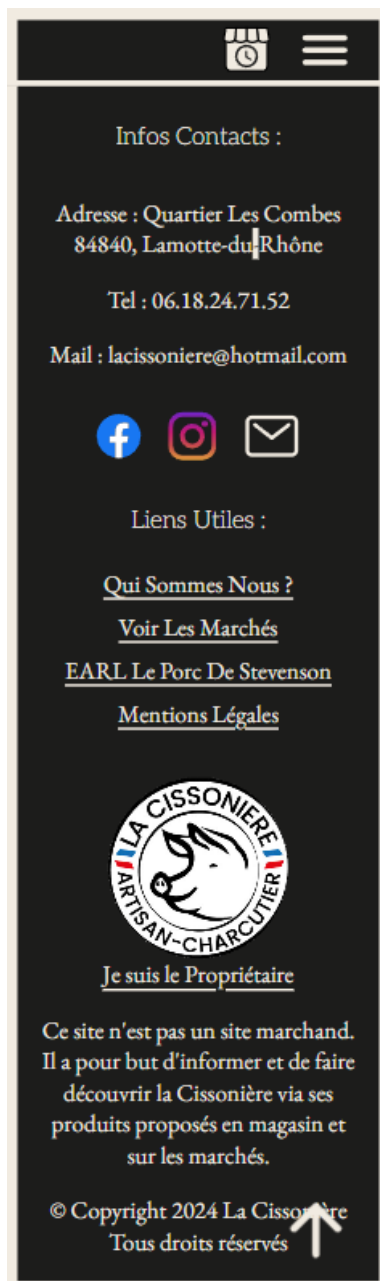 Infos Contacts :
Adresse : Quartier Les Combes
84840, Lamotte-du-Rhône
Tel : 06.18.24.71.52
Mail : lacissoniere@hotmail.com
Liens Utiles :
Qui Sommes Nous ?
Voir Les Marchés
EARL Le Porc De Stevenson
Mentions Légales
LA CISSONIERE
ARTISAN-CHARCUTIER
Je suis le Propriétaire
Ce site n'est pas un site marchand.
Il a pour but d'informer et de faire
découvrir la Cissonière via ses
produits proposés en magasin et
sur les marchés.
© Copyright 2024 La Cissonière
Tous droits réservés